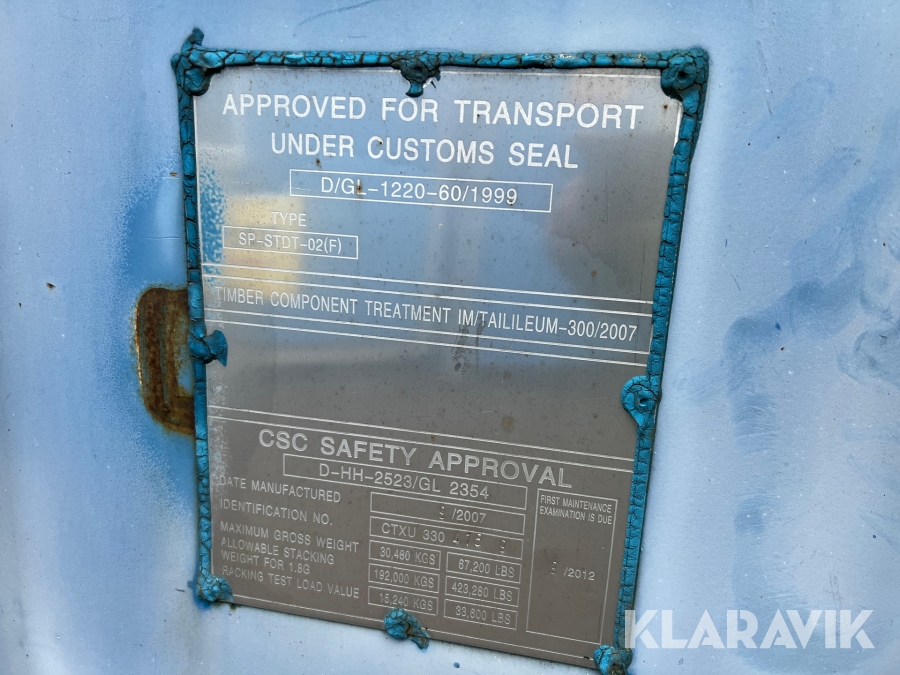 APPROVED FOR TRANSPORT
UNDER CUSTOMS SEAL
D/GL-1220-60/1999
TYPE
SP-STDT-02(F)
TIMBER COMPONENT TREATMENT IM/TAILILEUM-300/2007
CSC SAFETY APPROVAL
D-HH-2523/GL 2354
DATE MANUFACTURED /2007
IDENTIFICATION NO. CTXU 330
MAXIMUM GROSS WEIGHT 30,480 KGS 67,200 LBS
ALLOWABLE STACKING
WEIGHT FOR 1.8G 192,000 KGS 423,280 LBS
RACKING TEST LOAD VALUE 15,240 KGS 33,600 LBS
FIRST MAINTENANCE
EXAMINATION IS DUE
/2012
KLARAVIK